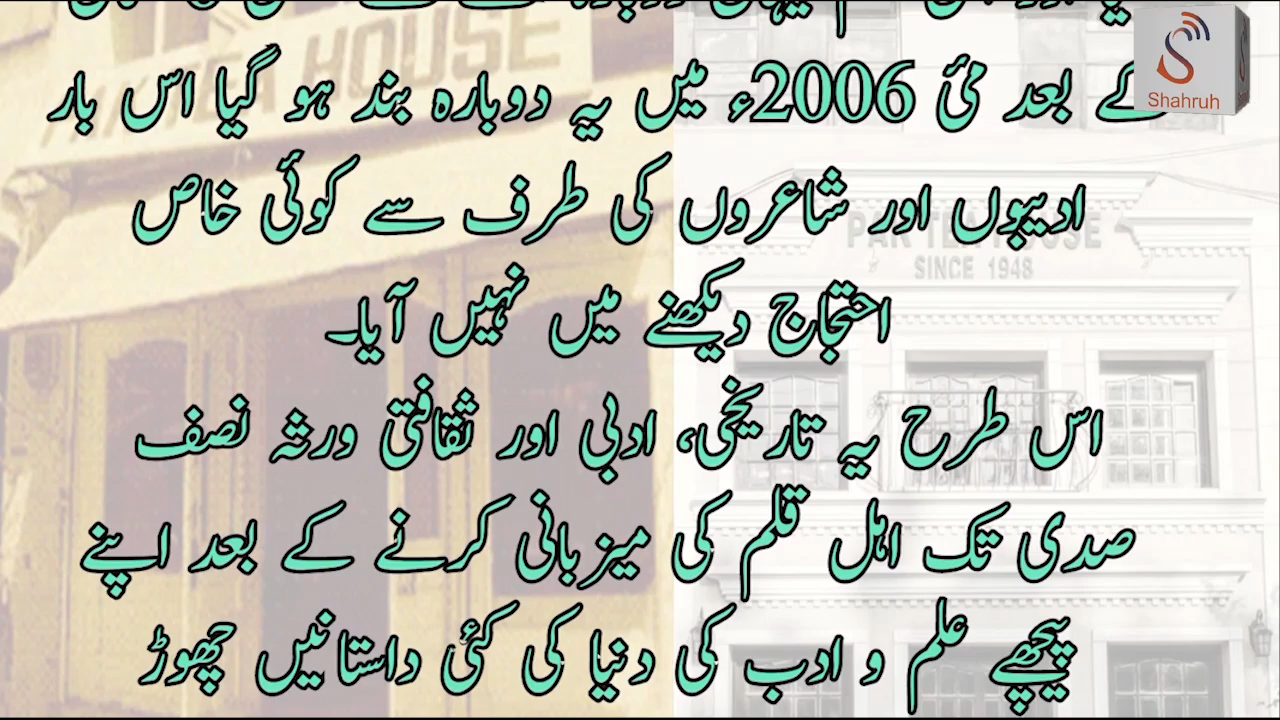 کے بعد مئ 2006ء میں یہ دوبارہ بند ہو گیا اس بار
ادیبوں اور شاعروں کی طرف سے کوئی خاص
احتجاج دیکھنے میں نہیں آیا۔
اس طرح یہ تاریخی، ادبی اور ثقافتی ورثہ نصف
صدی تک اہل قلم کی میزبانی کرنے کے بعد اپنے
پیچھے علم و ادب کی دنیا کی کئی داستانیں چھوڑ
Shahruh
HOUSE
PAK TEA HOUSE
SINCE 1948